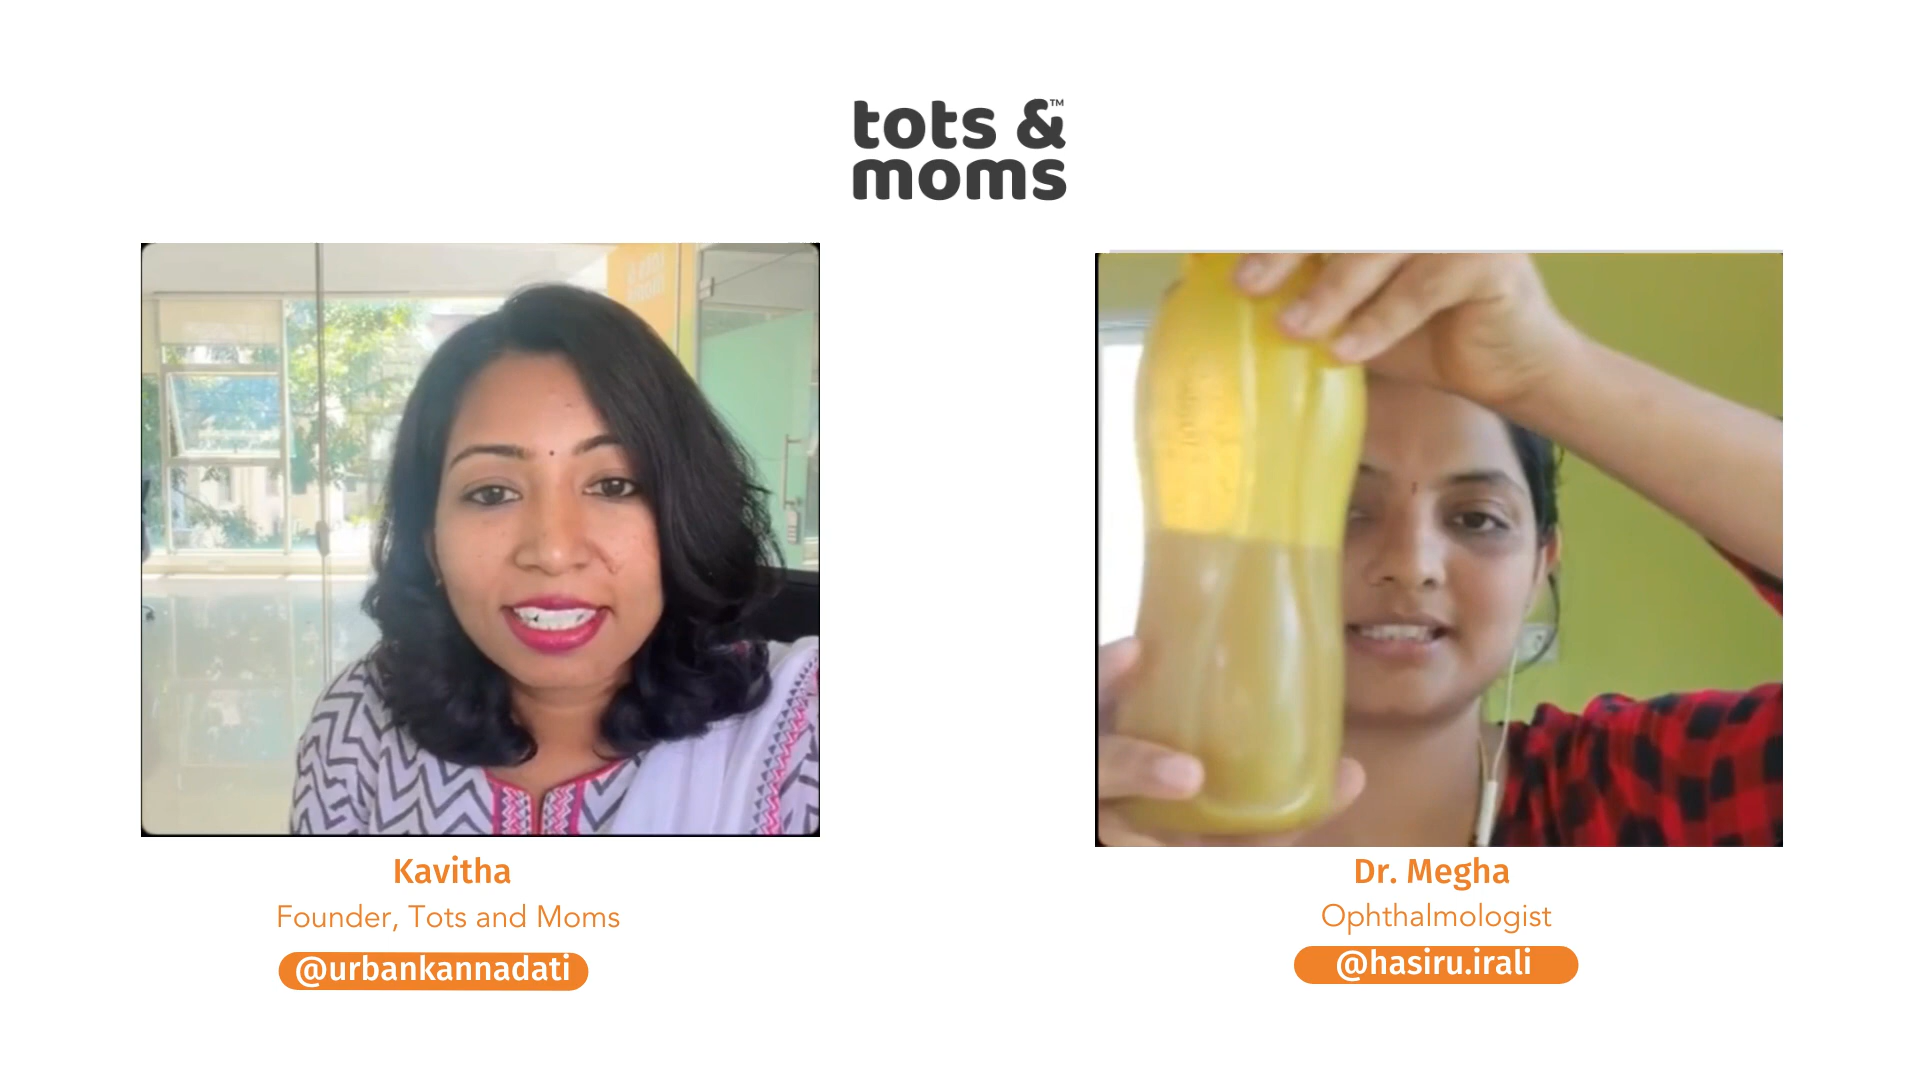 tots &™
moms
Kavitha
Founder, Tots and Moms
@urbankannadati
Dr. Megha
Ophthalmologist
@hasiru.irali